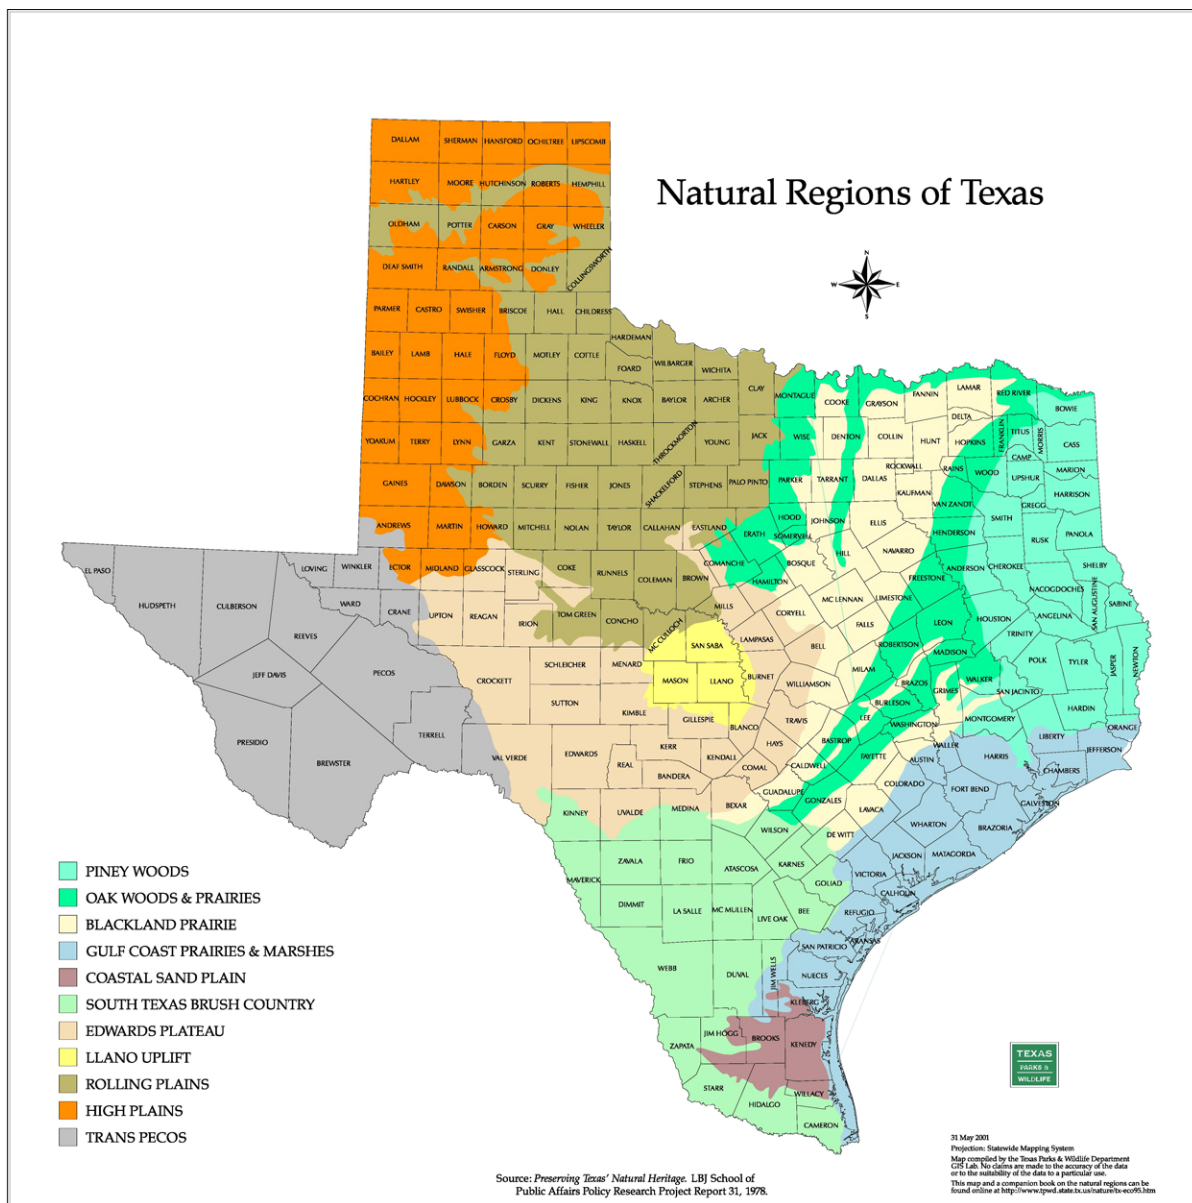 Natural Regions of Texas
N
W E
S
DALLAM SHERMAN HANSFORD OCHILTREE LIPSCOMB
HARTLEY MOORE HUTCHINSON ROBERTS HEMPHILL
OLDHAM POTTER CARSON GRAY WHEELER
DEAF SMITH RANDALL ARMSTRONG DONLEY COLLINGSWORTH
PARMER CASTRO SWISHER BRISCOE HALL CHILDRESS
HARDEMAN
BAILEY LAMB HALE FLOYD MOTLEY COTTLE FOARD WILBARGER WICHITA
CLAY MONTAGUE COOKE GRAYSON FANNIN LAMAR RED RIVER BOWIE
COCHRAN HOCKLEY LUBBOCK CROSBY DICKENS KING KNOX BAYLOR ARCHER
DELTA FRANKLIN TITUS MORRIS CASS
YOAKUM TERRY LYNN GARZA KENT STONEWALL HASKELL THROCKMORTON YOUNG JACK WISE DENTON COLLIN HUNT HOPKINS
CAMP
ROCKWALL RAINS WOOD UPSHUR MARION
GAINES DAWSON BORDEN SCURRY FISHER JONES SHACKELFORD STEPHENS PALO PINTO PARKER TARRANT DALLAS
KAUFMAN VAN ZANDT GREGG HARRISON
ANDREWS MARTIN HOWARD MITCHELL NOLAN TAYLOR CALLAHAN EASTLAND ERATH HOOD JOHNSON ELLIS
SOMERVELL HENDERSON SMITH RUSK PANOLA
EL PASO LOVING WINKLER ECTOR MIDLAND GLASSCOCK STERLING COKE RUNNELS COLEMAN BROWN COMANCHE HILL NAVARRO
HAMILTON BOSQUE FREESTONE ANDERSON CHEROKEE SHELBY
HUDSPETH CULBERSON WARD CRANE UPTON REAGAN IRION TOM GREEN CONCHO MILLS
NACOGDOCHES SAN AUGUSTINE SABINE
REEVES MC CULLOCH SAN SABA LAMPASAS CORYELL MC LENNAN LIMESTONE
FALLS LEON HOUSTON ANGELINA
JEFF DAVIS PECOS CROCKETT SCHLEICHER MENARD BELL ROBERTSON MADISON TRINITY
MASON LLANO BURNET WILLIAMSON MILAM BRAZOS WALKER POLK TYLER JASPER NEWTON
SUTTON KIMBLE GILLESPIE BLANCO TRAVIS LEE BURLESON GRIMES SAN JACINTO
PRESIDIO BREWSTER TERRELL WASHINGTON MONTGOMERY HARDIN
VAL VERDE EDWARDS REAL KERR KENDALL HAYS BASTROP LIBERTY ORANGE
BANDERA COMAL CALDWELL FAYETTE AUSTIN WALLER HARRIS JEFFERSON
CHAMBERS
KINNEY UVALDE MEDINA BEXAR GUADALUPE GONZALES COLORADO FORT BEND
LAVACA GALVESTON
WILSON DE WITT WHARTON BRAZORIA
MAVERICK ZAVALA FRIO ATASCOSA KARNES JACKSON MATAGORDA
GOLIAD VICTORIA
DIMMIT LA SALLE MC MULLEN LIVE OAK BEE REFUGIO CALHOUN
SAN PATRICIO ARANSAS
WEBB DUVAL JIM WELLS NUECES
KLEBERG
ZAPATA JIM HOGG BROOKS KENEDY
STARR HIDALGO WILLACY
CAMERON
PINEY WOODS
OAK WOODS & PRAIRIES
BLACKLAND PRAIRIE
GULF COAST PRAIRIES & MARSHES
COASTAL SAND PLAIN
SOUTH TEXAS BRUSH COUNTRY
EDWARDS PLATEAU
LLANO UPLIFT
ROLLING PLAINS
HIGH PLAINS
TRANS PECOS
TEXAS
PARKS &
WILDLIFE
Source: Preserving Texas' Natural Heritage. LBJ School of
Public Affairs Policy Research Project Report 31, 1978.
31 May 2001
Projection: Statewide Mapping System
Map compiled by the Texas Parks & Wildlife Department
GIS Lab. No claims are made to the accuracy of the data
or to the suitability of the data to a particular use.
This map and a companion book on the natural regions can be
found online at http://www.tpwd.state.tx.us/nature/tx-eco95.htm